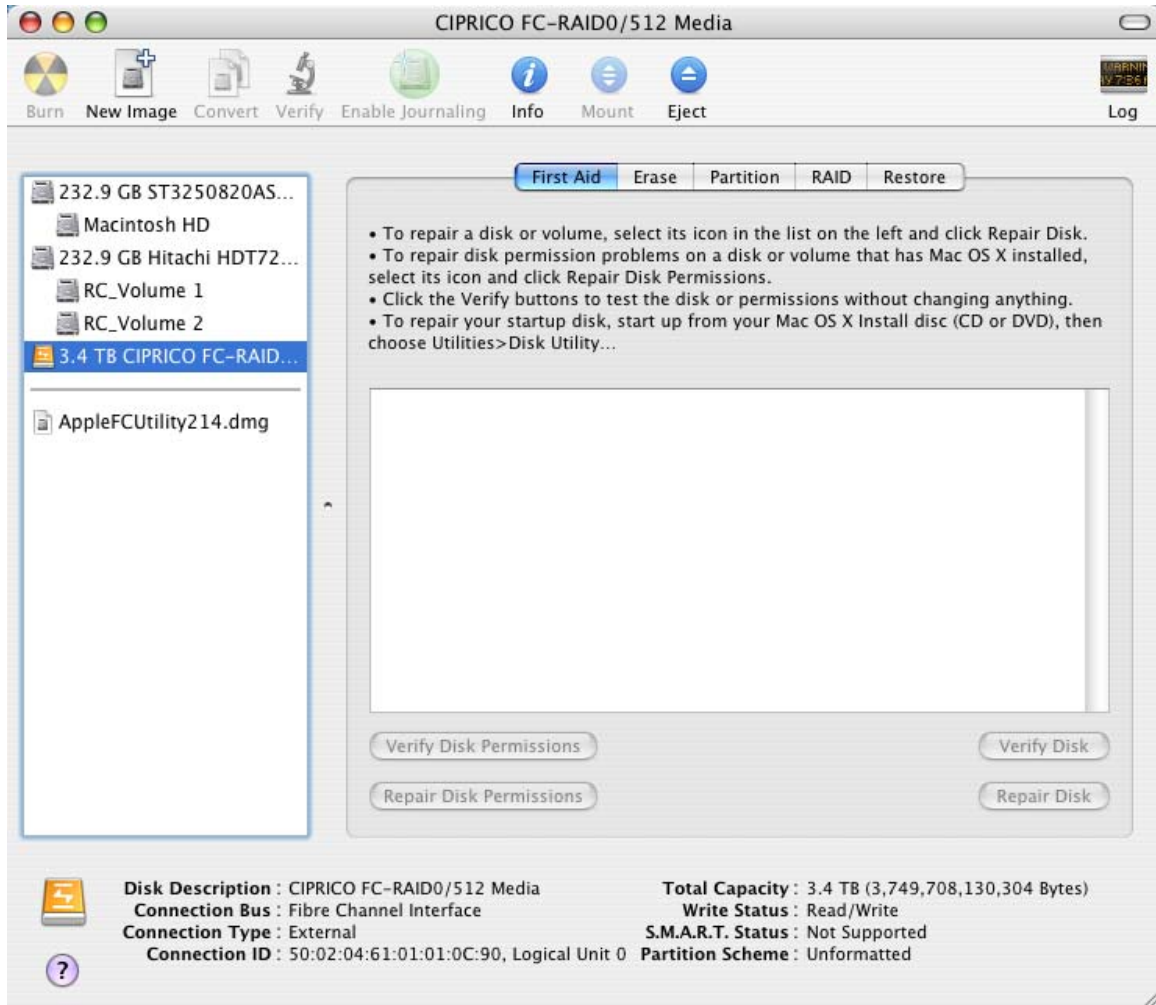 CIPRICO FC-RAID0/512 Media
Burn New Image Convert Verify Enable Journaling Info Mount Eject Log
232.9 GB ST3250820AS...
Macintosh HD
232.9 GB Hitachi HDT72...
RC_Volume 1
RC_Volume 2
3.4 TB CIPRICO FC-RAID...
AppleFCUtility214.dmg
First Aid Erase Partition RAID Restore
• To repair a disk or volume, select its icon in the list on the left and click Repair Disk.
• To repair disk permission problems on a disk or volume that has Mac OS X installed,
select its icon and click Repair Disk Permissions.
• Click the Verify buttons to test the disk or permissions without changing anything.
• To repair your startup disk, start up from your Mac OS X Install disc (CD or DVD), then
choose Utilities>Disk Utility...
Verify Disk Permissions Verify Disk
Repair Disk Permissions Repair Disk
Disk Description : CIPRICO FC-RAID0/512 Media
Connection Bus : Fibre Channel Interface
Connection Type : External
Connection ID : 50:02:04:61:01:01:0C:90, Logical Unit 0
Total Capacity : 3.4 TB (3,749,708,130,304 Bytes)
Write Status : Read/Write
S.M.A.R.T. Status : Not Supported
Partition Scheme : Unformatted
?